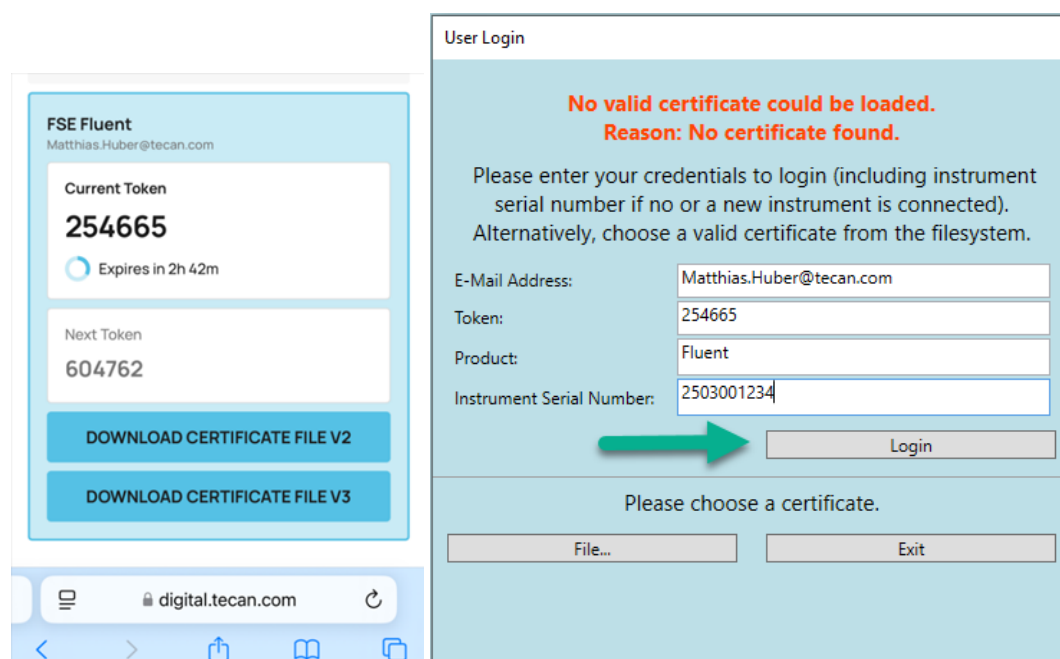 FSE Fluent
Matthias.Huber@tecan.com
Current Token
254665
Expires in 2h 42m
Next Token
604762
DOWNLOAD CERTIFICATE FILE V2
DOWNLOAD CERTIFICATE FILE V3
digital.tecan.com
User Login
No valid certificate could be loaded.
Reason: No certificate found.
Please enter your credentials to login (including instrument
serial number if no or a new instrument is connected).
Alternatively, choose a valid certificate from the filesystem.
E-Mail Address: Matthias.Huber@tecan.com
Token: 254665
Product: Fluent
Instrument Serial Number: 2503001234
Login
Please choose a certificate.
File... Exit